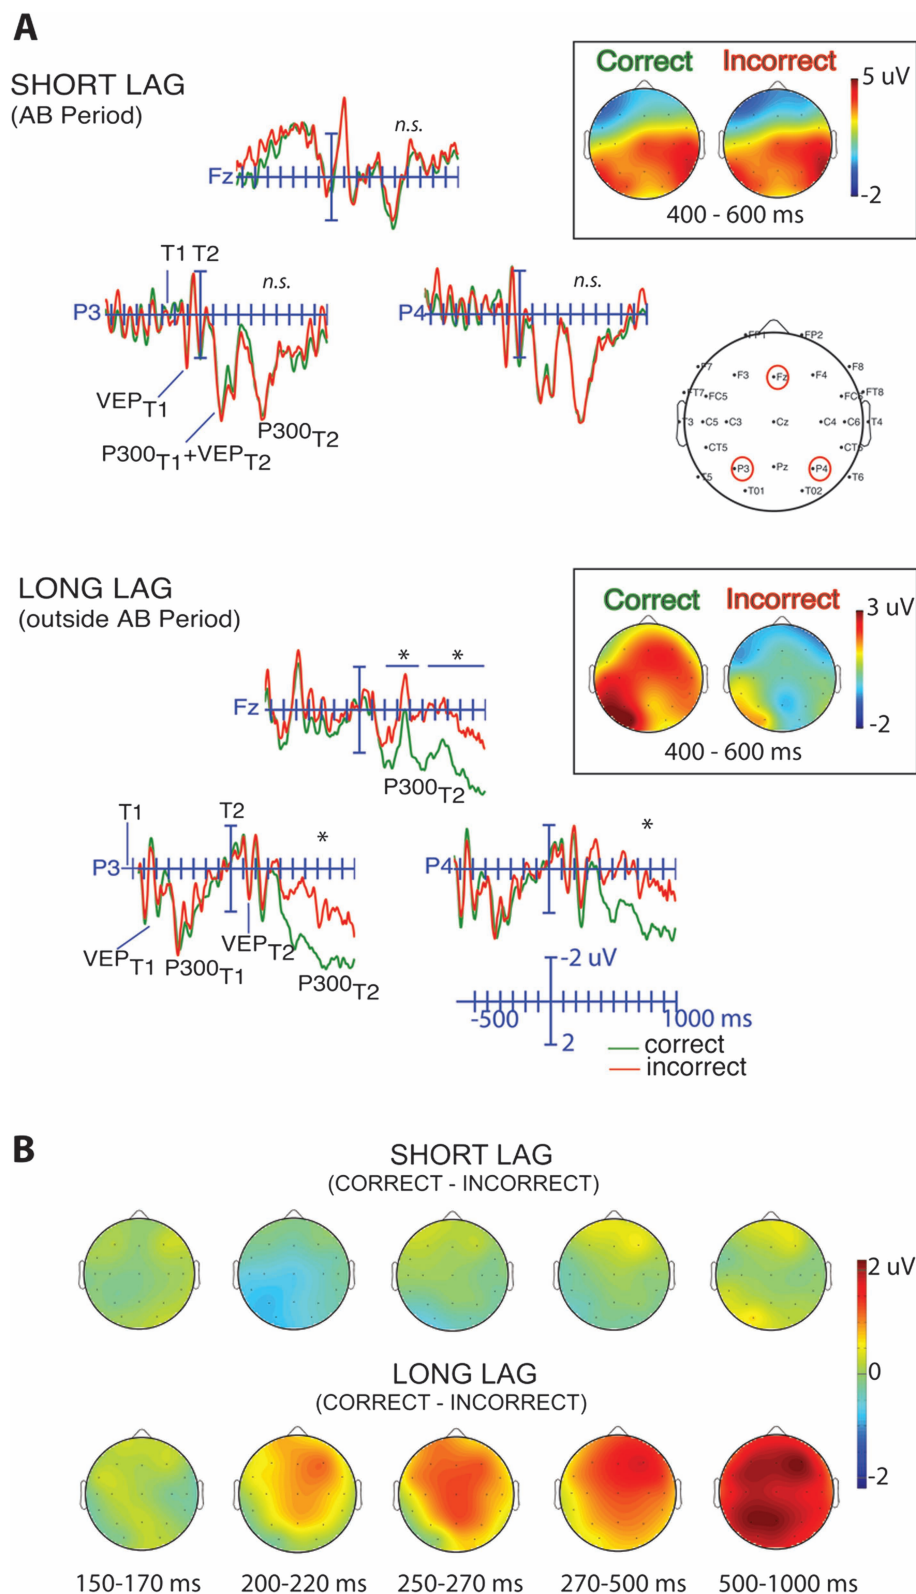 A
SHORT LAG
(AB Period)
Correct Incorrect
5 uV
-2
400 - 600 ms
n.s.
Fz
T1 T2
n.s.
n.s.
P3
P4
VEPT1
P300T2
P300T1+VEPT2
FP1 FP2
F7 F3 Fz F4 F8
FT7 FC5 FT8
T3 C5 C3 Cz C4 C6 T4
CT5
T5 P3 Pz P4 T6
T01 T02
LONG LAG
(outside AB Period)
Correct Incorrect
3 uV
-2
400 - 600 ms
* *
Fz
P300T2
T1 T2
* *
P3
P4
VEPT1 P300T1 VEPT2
P300T2
-2 uV
-500 1000 ms
2
correct
incorrect
B
SHORT LAG
(CORRECT - INCORRECT)
2 uV
0
-2
LONG LAG
(CORRECT - INCORRECT)
150-170 ms 200-220 ms 250-270 ms 270-500 ms 500-1000 ms